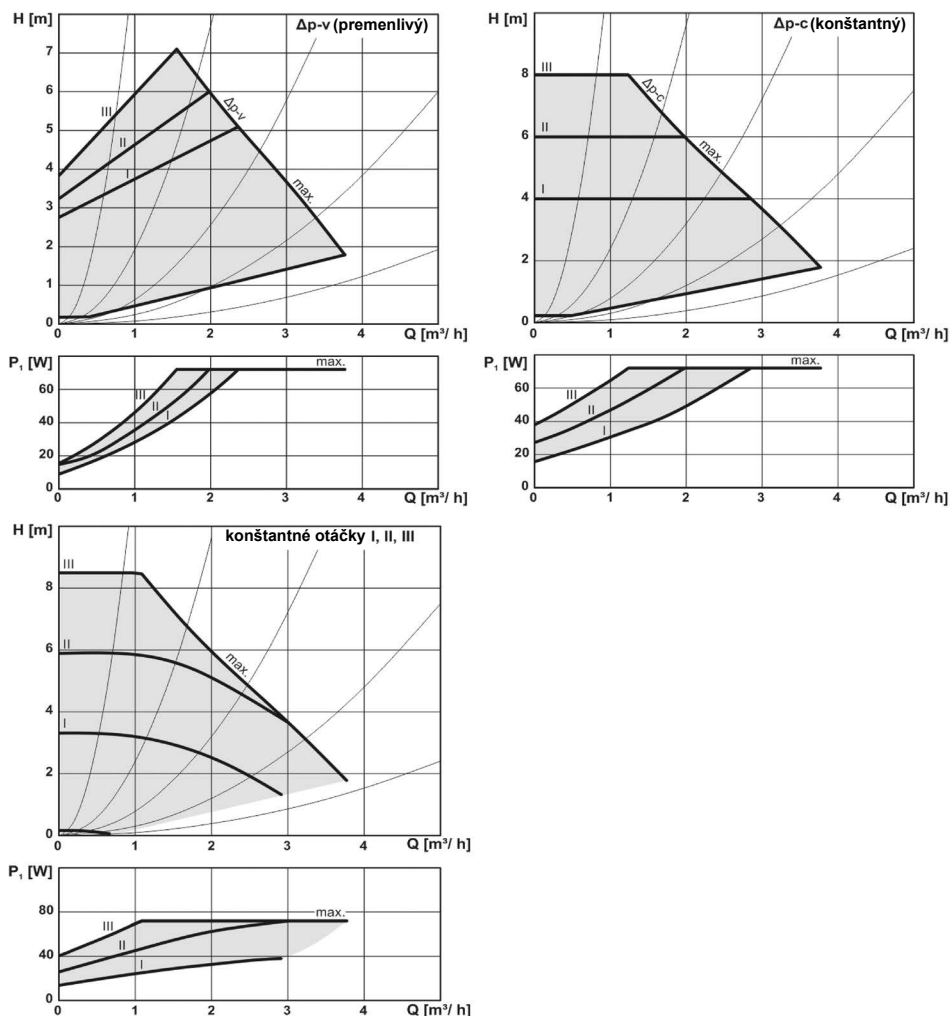 H [m]
Δp-v (premenlivý)
7
6
5
4
3
2
1
0
III
II
I
Δp-v
max.
0 1 2 3 4 Q [m³/ h]
P₁ [W]
60
40
20
0
III
II
I
max.
0 1 2 3 4 Q [m³/ h]
H [m]
Δp-c (konštantný)
8
6
4
2
0
III
II
I
Δp-c
max.
0 1 2 3 4 Q [m³/ h]
P₁ [W]
60
40
20
0
III
II
I
max.
0 1 2 3 4 Q [m³/ h]
H [m]
konštantné otáčky I, II, III
8
6
4
2
0
III
II
I
max.
0 1 2 3 4 Q [m³/ h]
P₁ [W]
80
40
0
III
II
I
max.
0 1 2 3 4 Q [m³/ h]